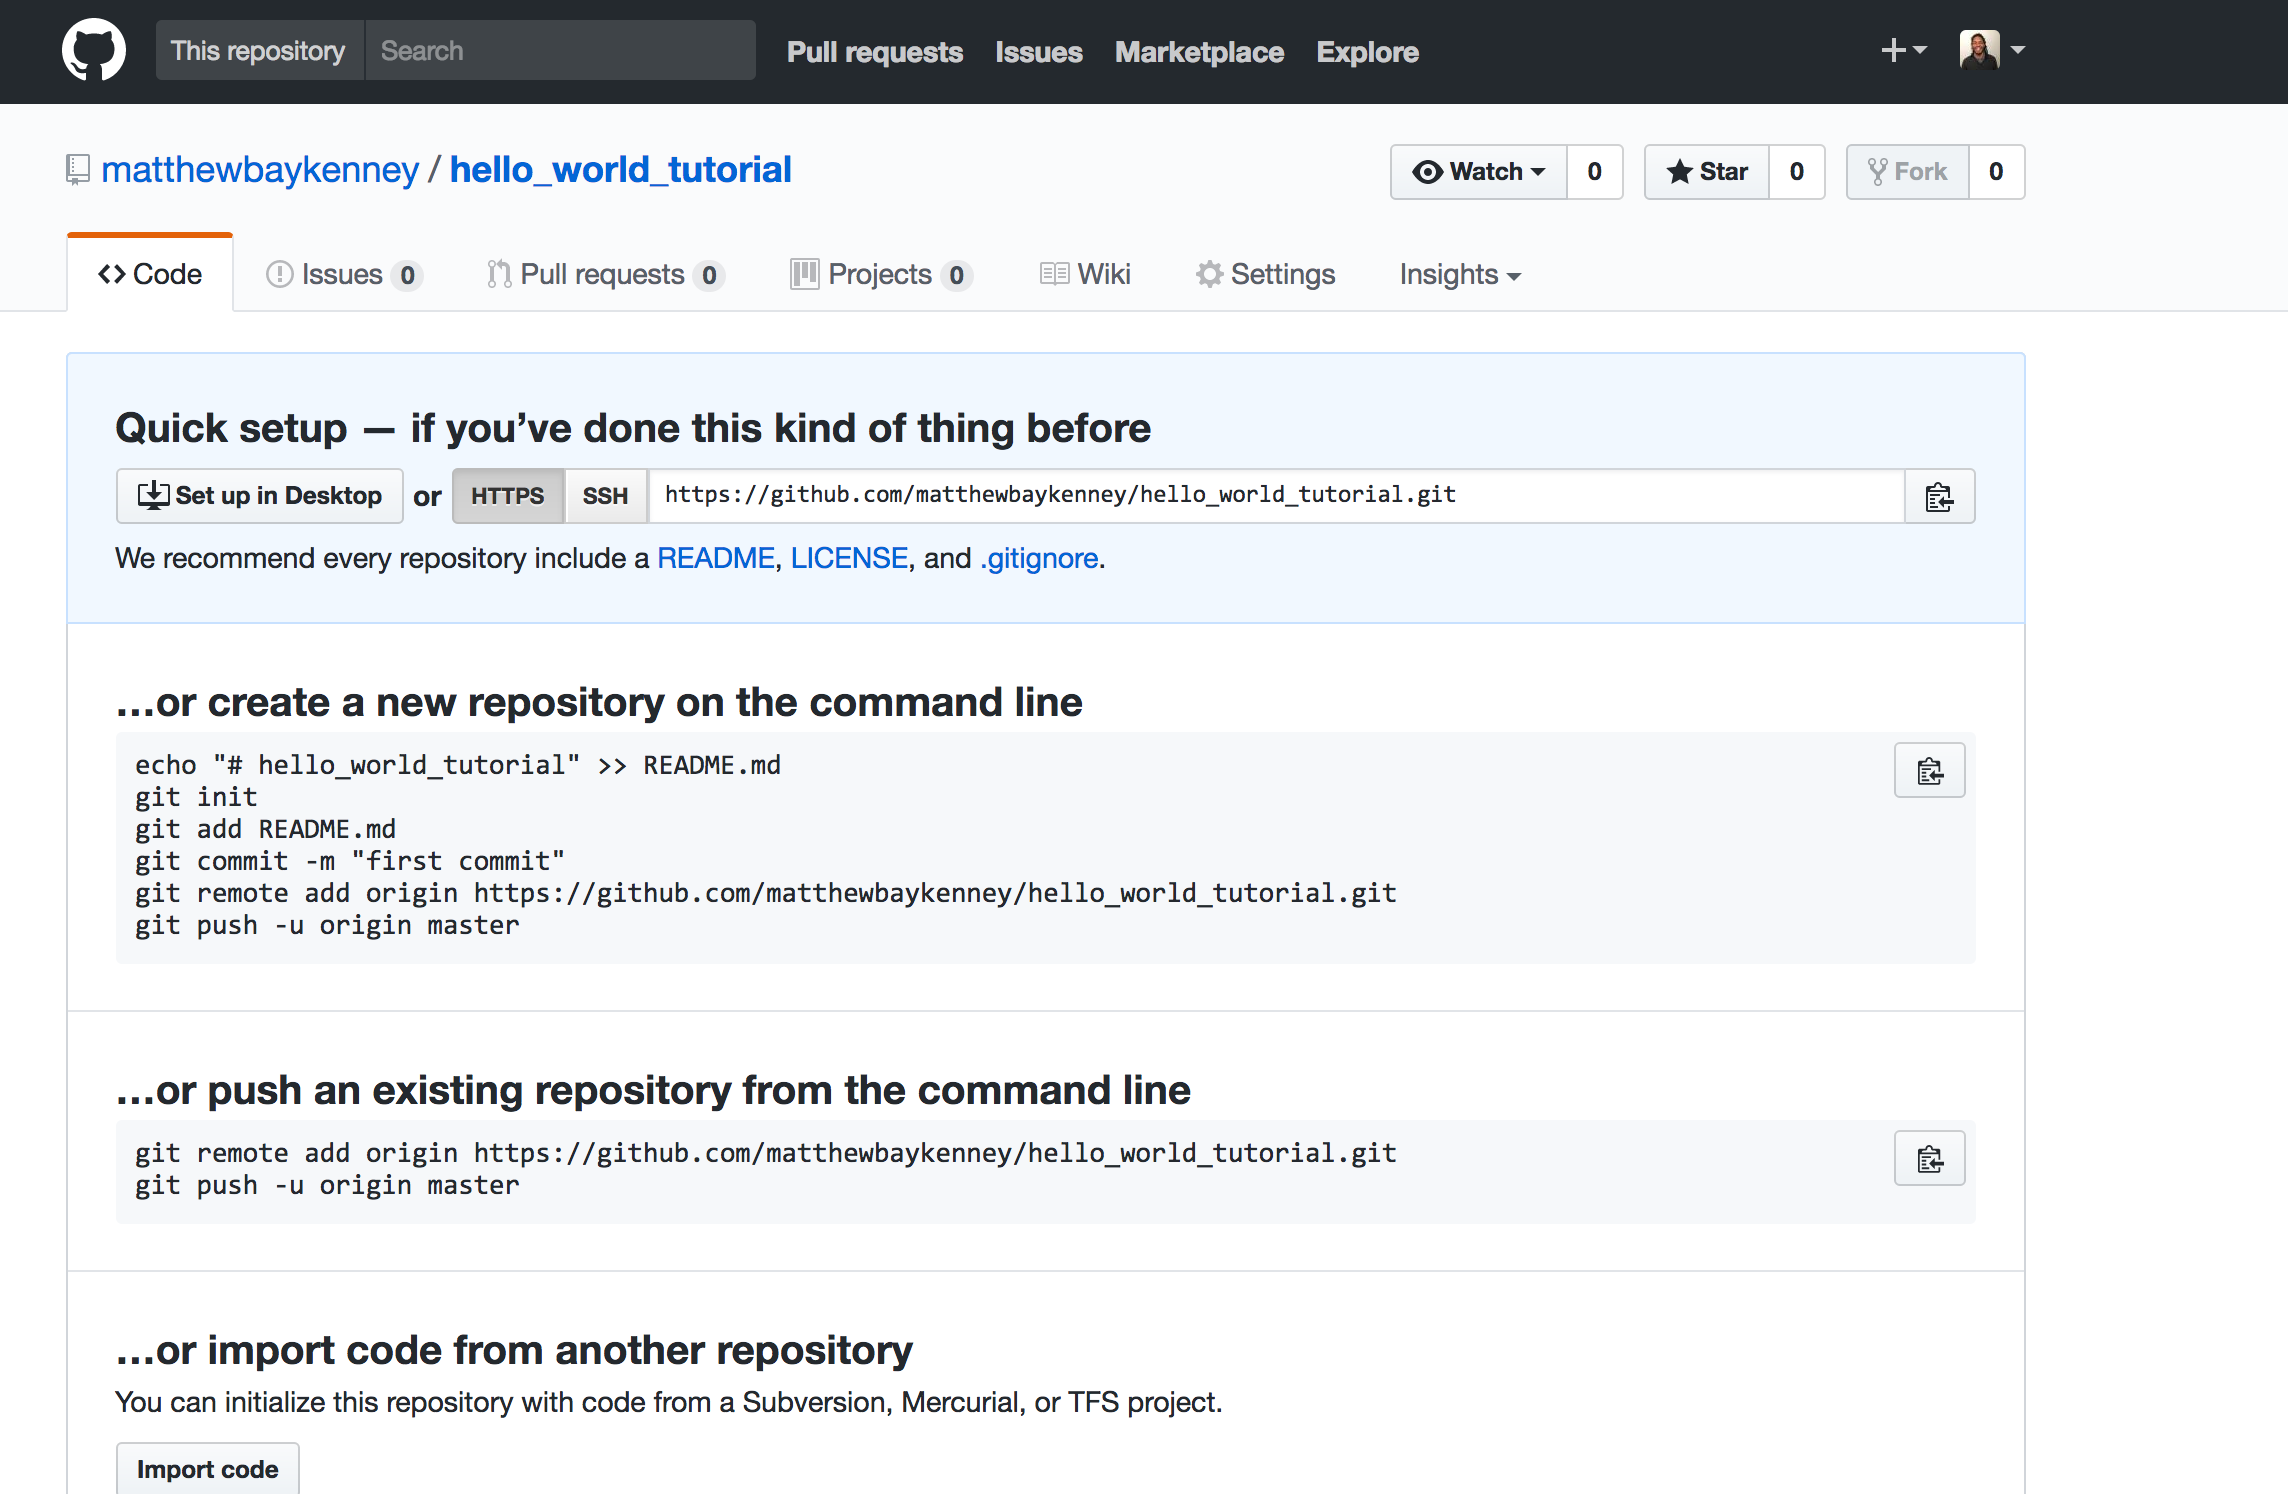 This repository Search Pull requests Issues Marketplace Explore
matthewbaykenney / hello_world_tutorial Watch 0 Star 0 Fork 0
Code Issues 0 Pull requests 0 Projects 0 Wiki Settings Insights
Quick setup — if you’ve done this kind of thing before
Set up in Desktop or HTTPS SSH https://github.com/matthewbaykenney/hello_world_tutorial.git
We recommend every repository include a README, LICENSE, and .gitignore.
…or create a new repository on the command line
echo "# hello_world_tutorial" >> README.md
git init
git add README.md
git commit -m "first commit"
git remote add origin https://github.com/matthewbaykenney/hello_world_tutorial.git
git push -u origin master
…or push an existing repository from the command line
git remote add origin https://github.com/matthewbaykenney/hello_world_tutorial.git
git push -u origin master
…or import code from another repository
You can initialize this repository with code from a Subversion, Mercurial, or TFS project.
Import code